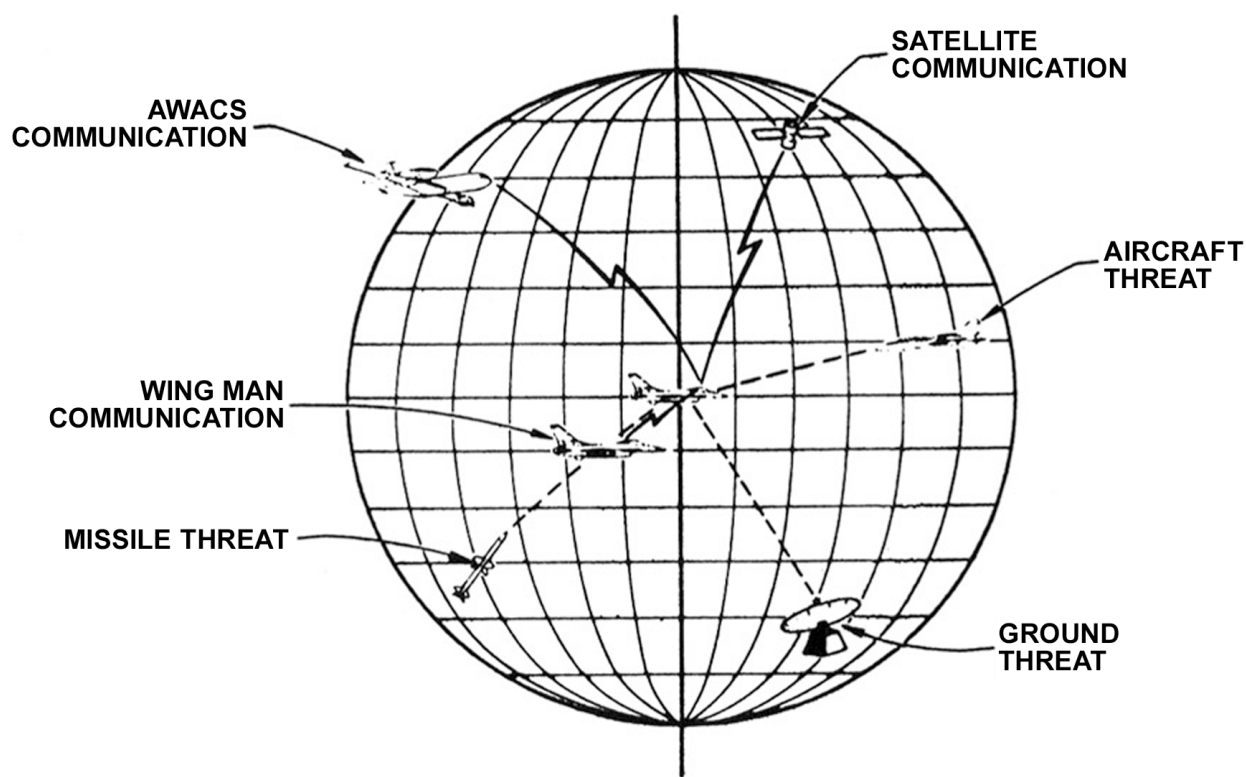 SATELLITE
COMMUNICATION
AWACS
COMMUNICATION
AIRCRAFT
THREAT
WING MAN
COMMUNICATION
MISSILE THREAT
GROUND
THREAT